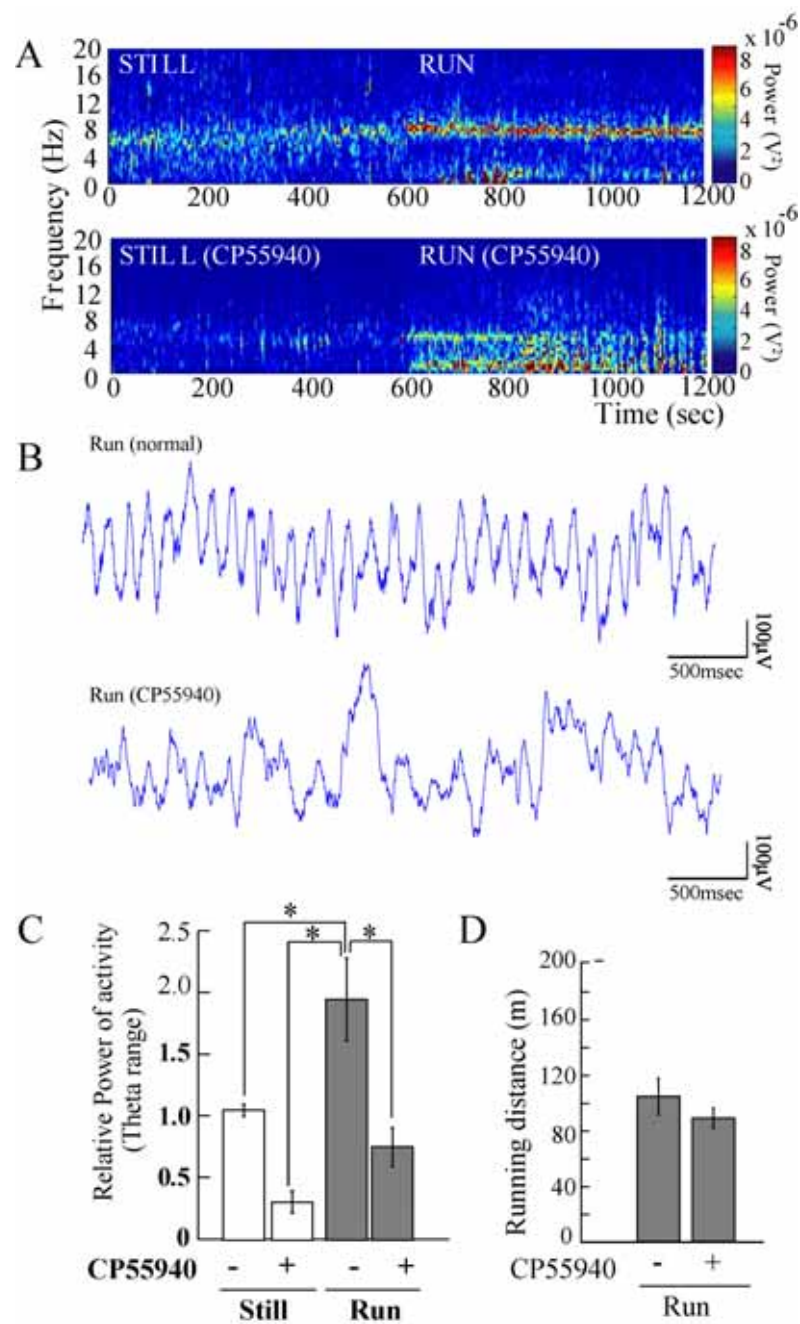 A
STILL
RUN
20
16
12
8
4
0
0 200 400 600 800 1000 1200
x 10-6
8
6
4
2
0
Power (V2)
Frequency (Hz)
STIL L (CP55940)
RUN (CP55940)
20
16
12
8
4
0
0 200 400 600 800 1000 1200
x 10-6
8
6
4
2
0
Power (V2)
Time (sec)
B
Run (normal)
100µV
500msec
Run (CP55940)
100µV
500msec
C
Relative Power of activity
(Theta range)
2.5
2.0
1.5
1.0
0.5
0
* * *
CP55940 - + - +
Still Run
D
Running distance (m)
200
160
120
80
40
0
CP55940 - +
Run